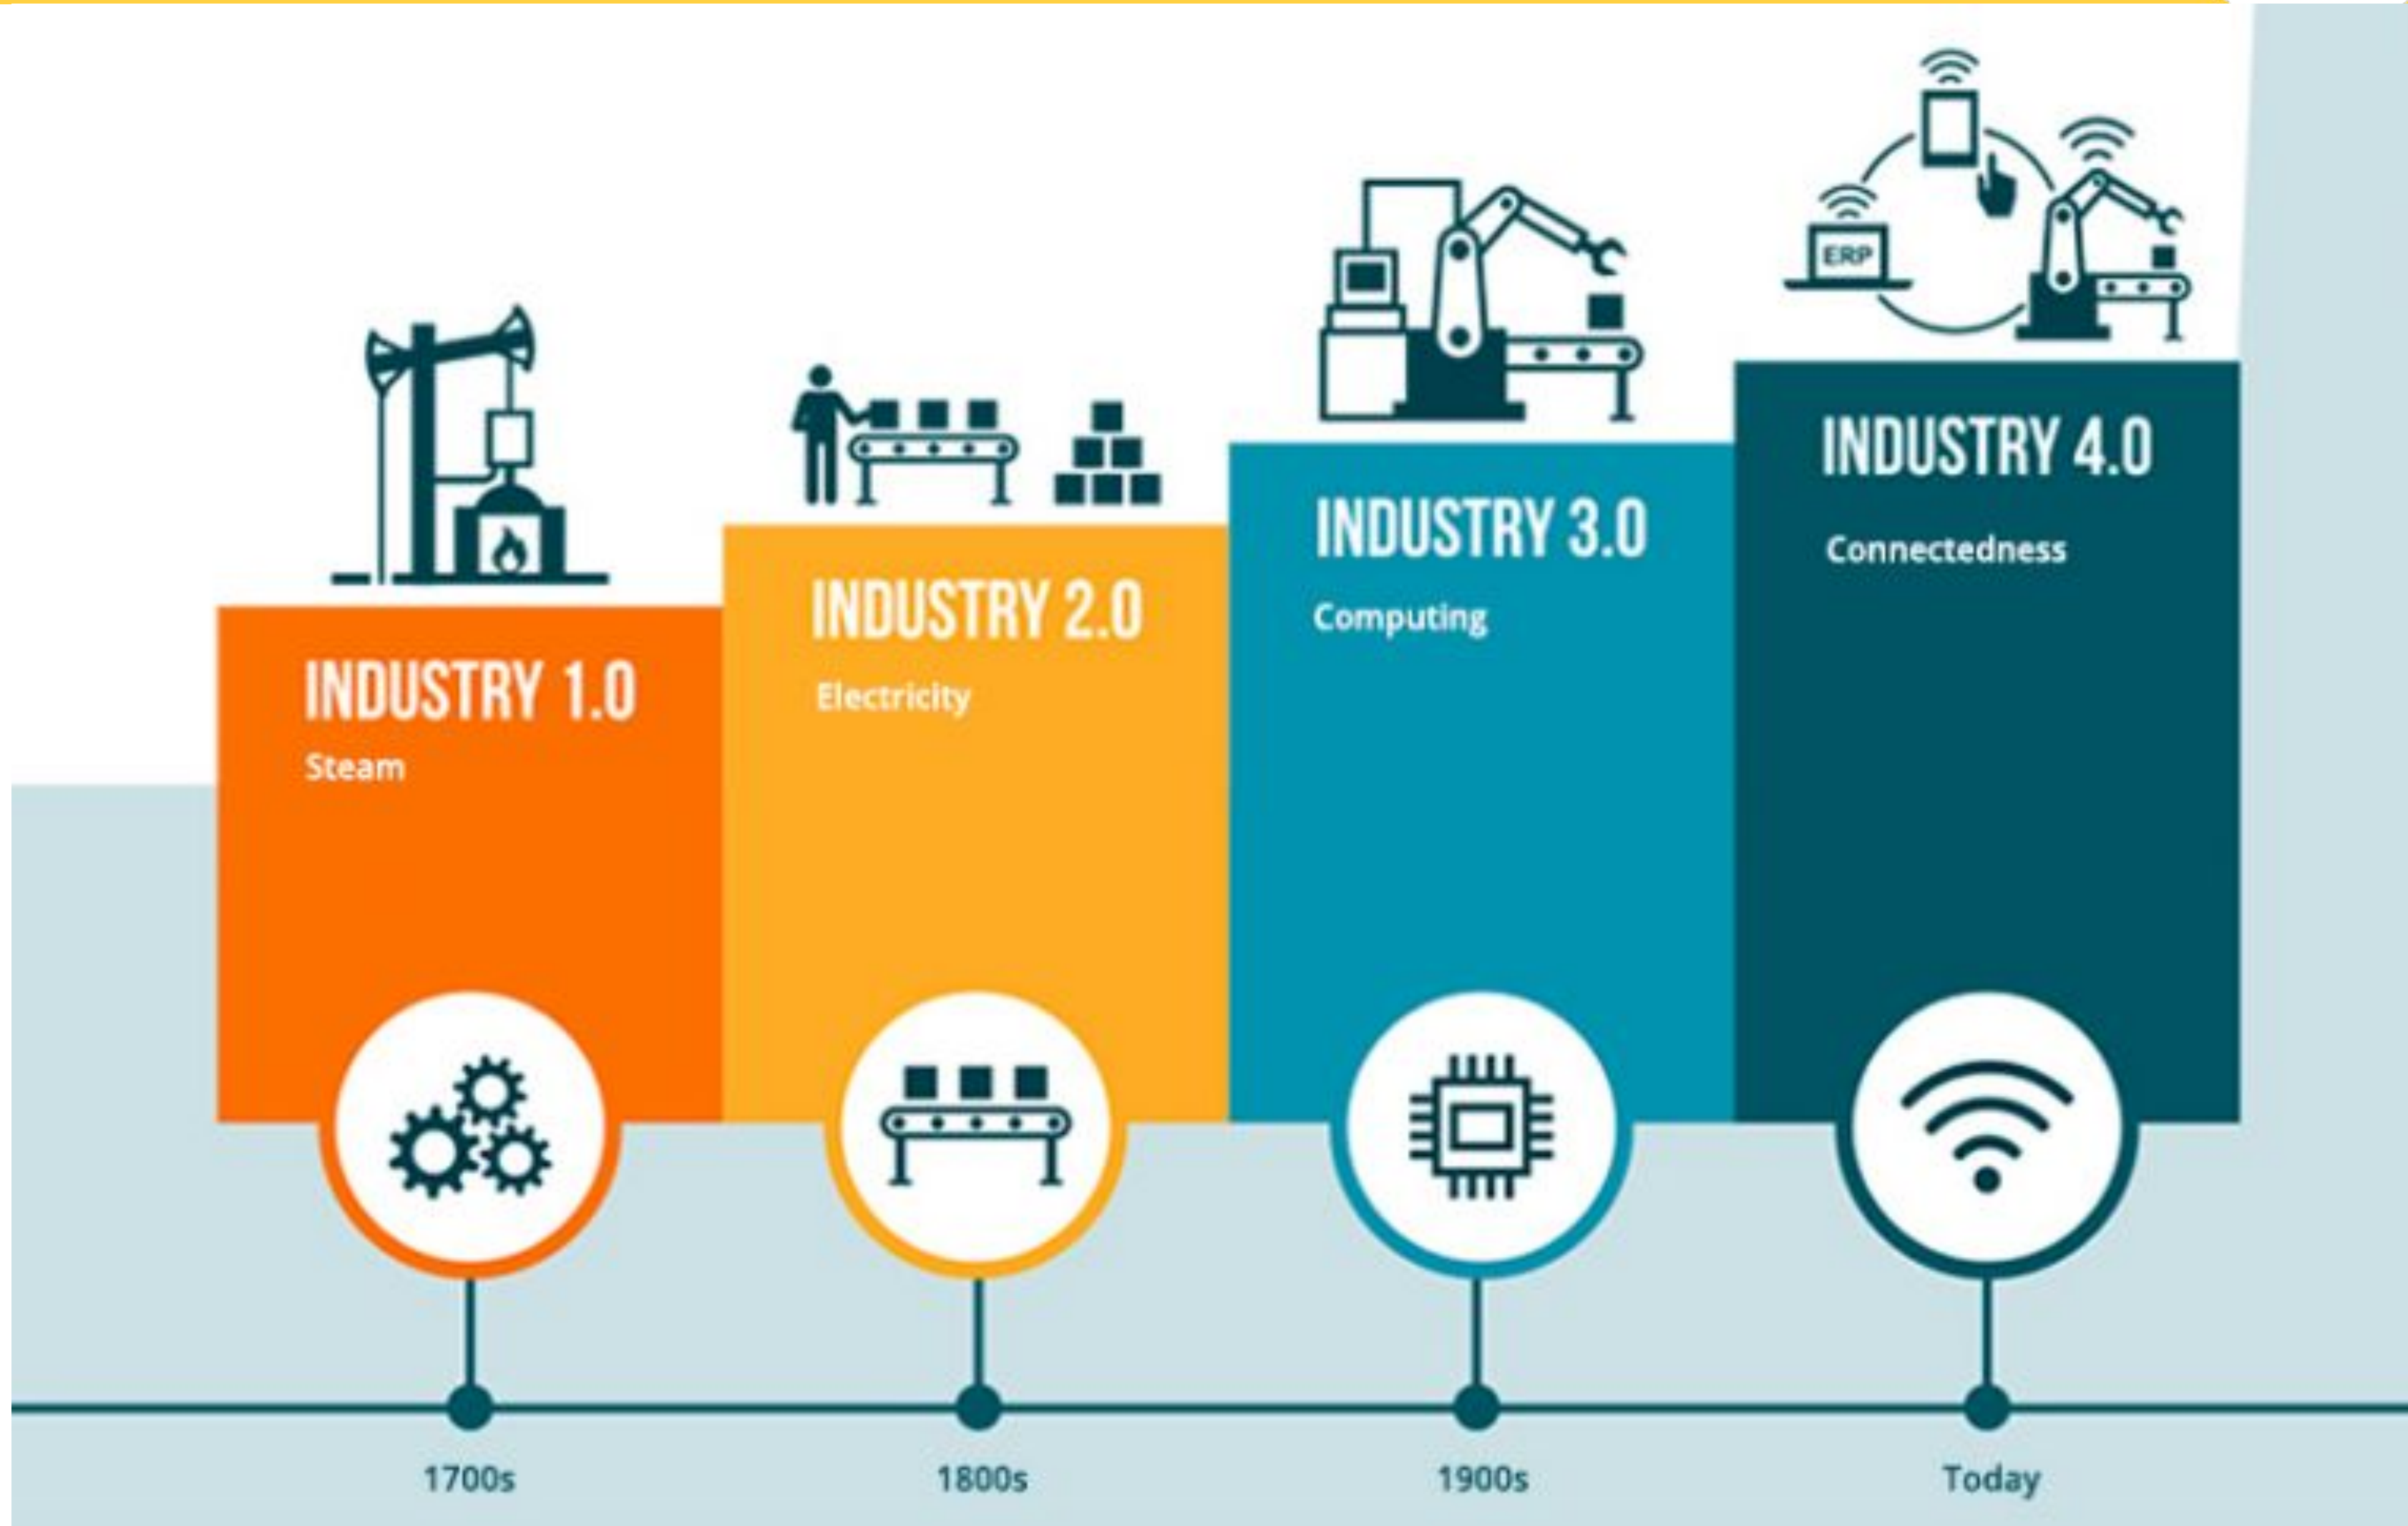 ERP
INDUSTRY 1.0
Steam
INDUSTRY 2.0
Electricity
INDUSTRY 3.0
Computing
INDUSTRY 4.0
Connectedness
1700s
1800s
1900s
Today